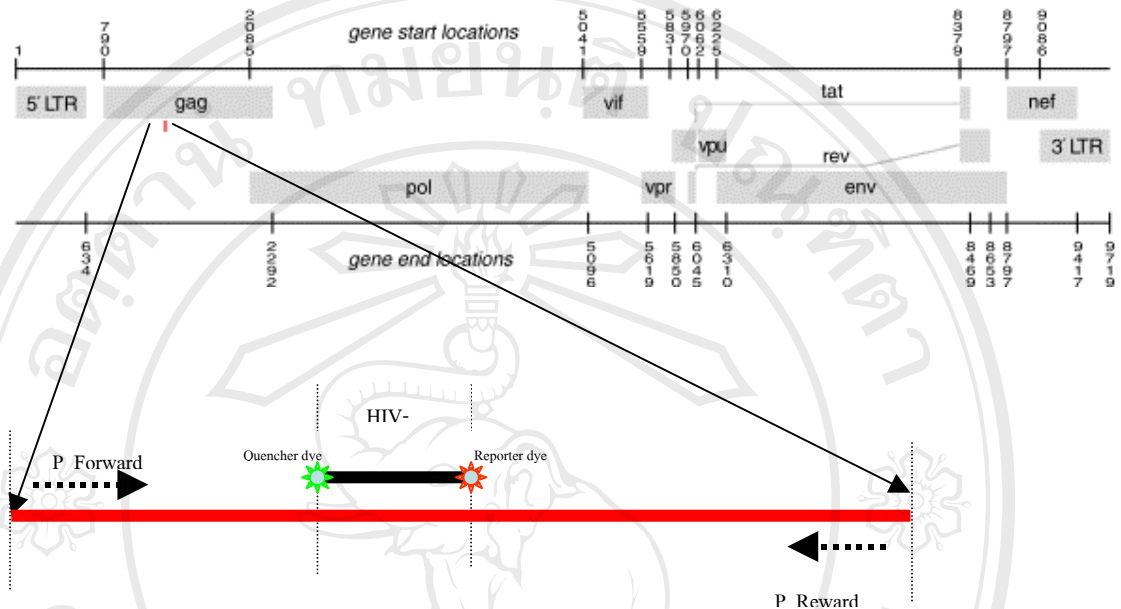 gene start locations
1 790 2085 5041 5559 5831 5970 6062 6225 8379 8797 9086
5´ LTR gag vif tat nef
vpu rev 3´ LTR
pol vpr env
gene end locations
634 2292 5096 5619 5850 6045 6310 8469 8653 8797 9417 9719
HIV-
Quencher dye Reporter dye
P Forward
P Reward